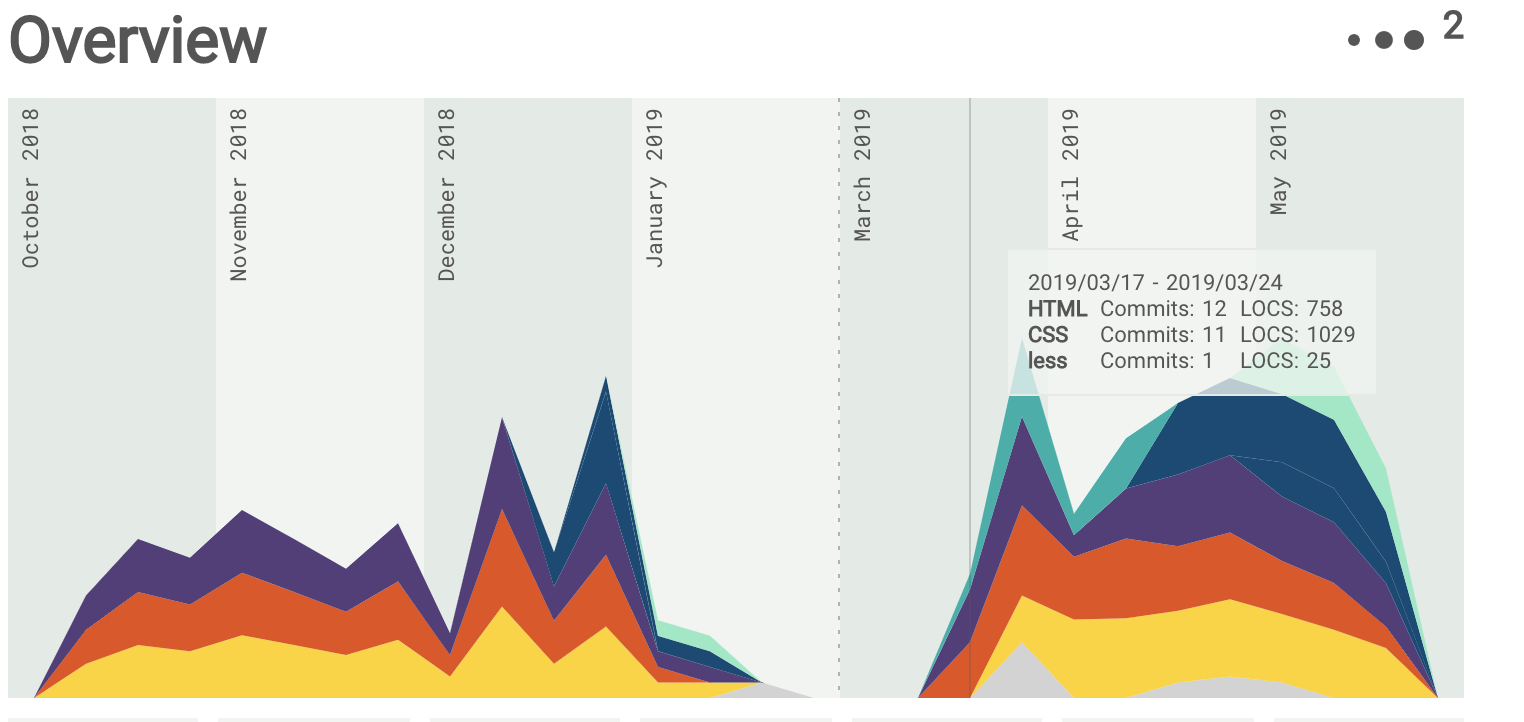 Overview
2
October 2018
November 2018
December 2018
January 2019
March 2019
April 2019
May 2019
2019/03/17 - 2019/03/24
HTML Commits: 12 LOCS: 758
CSS Commits: 11 LOCS: 1029
less Commits: 1 LOCS: 25